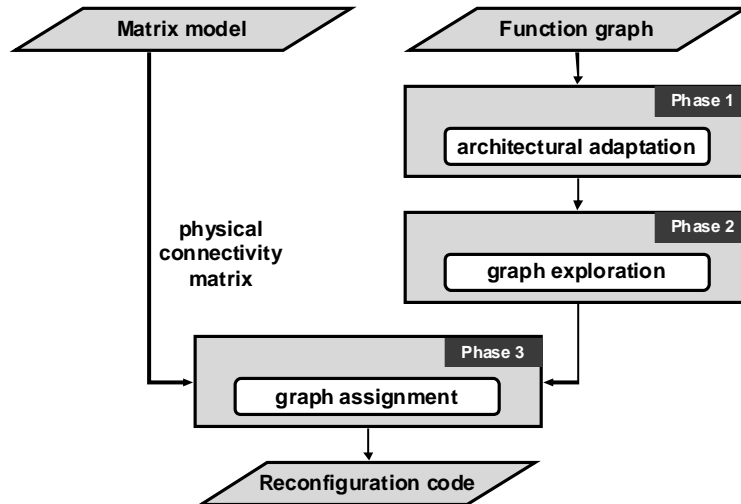 Matrix model
Function graph
Phase 1
architectural adaptation
Phase 2
physical
connectivity
matrix
graph exploration
Phase 3
graph assignment
Reconfiguration code